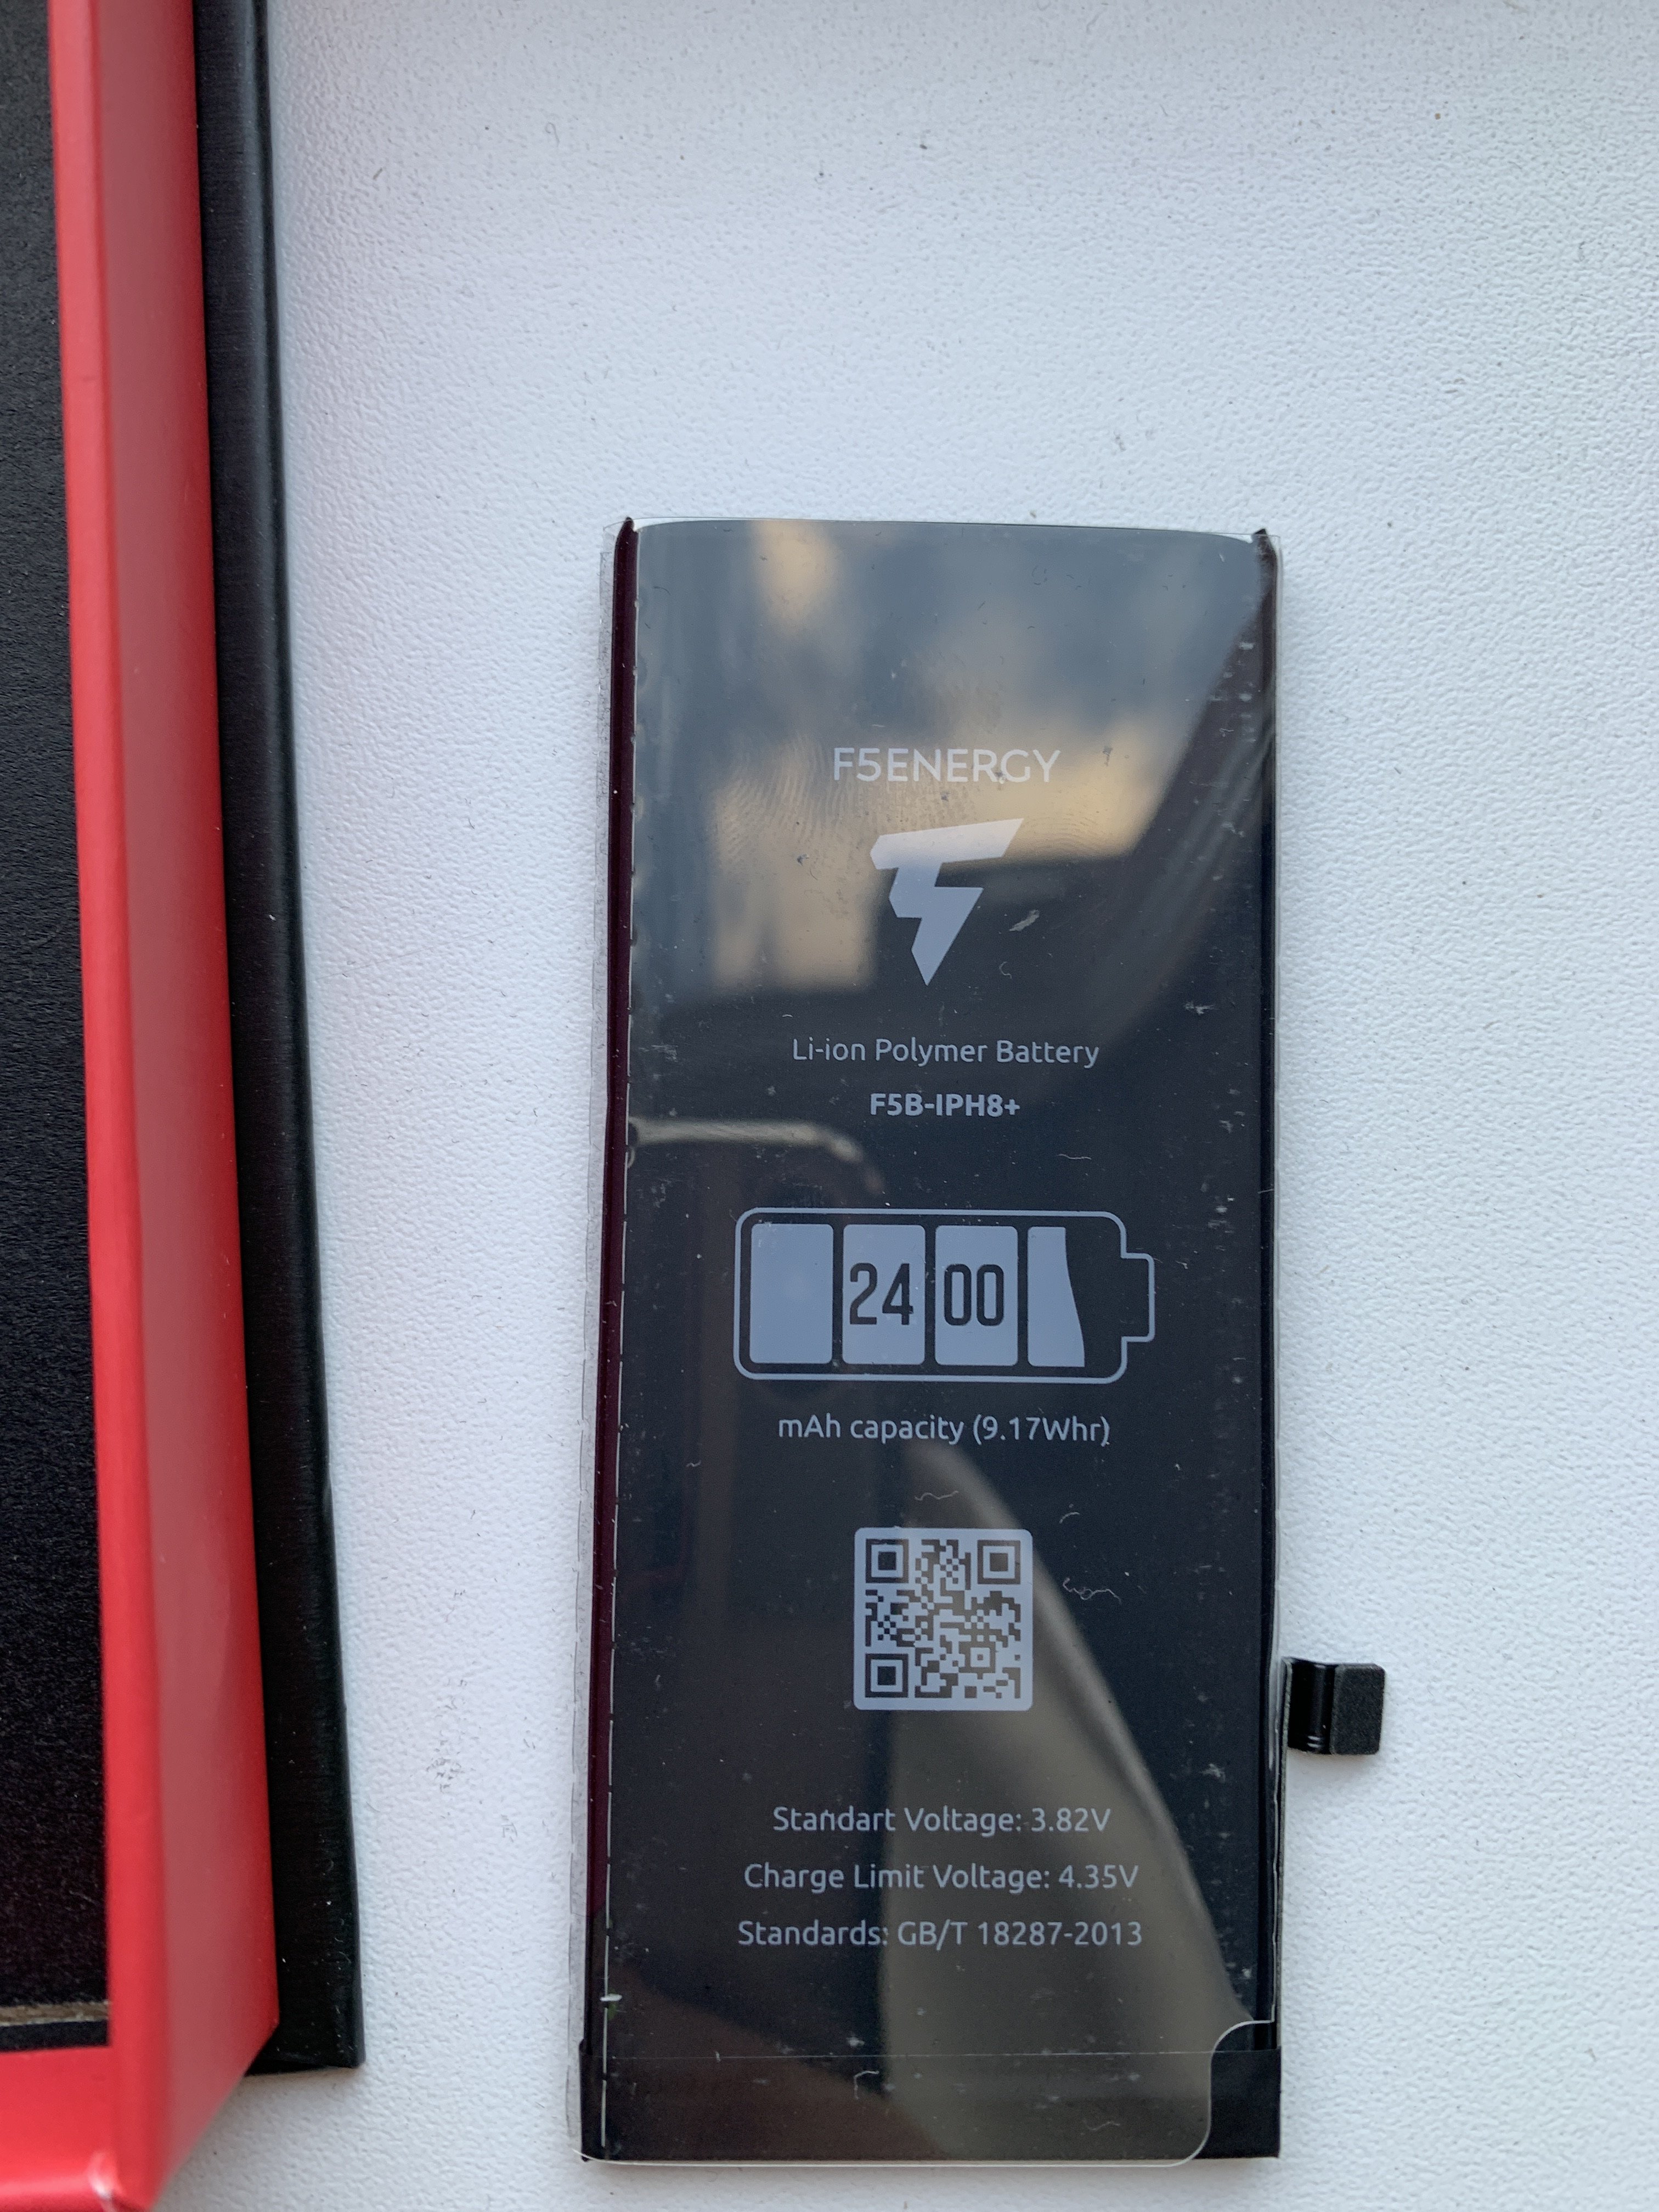 F5ENERGY
Li-ion Polymer Battery
F5B-IPH8+
2400
mAh capacity (9.17Whr)
Standart Voltage: 3.82V
Charge Limit Voltage: 4.35V
Standards: GB/T 18287-2013